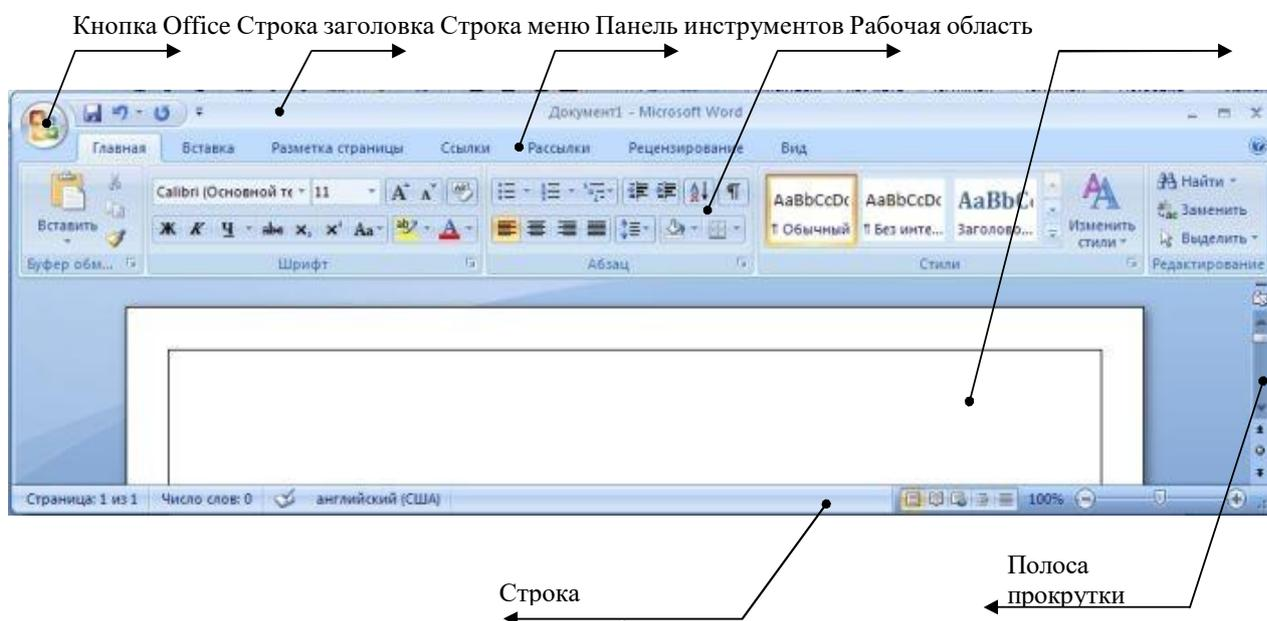 Кнопка Office Строка заголовка Строка меню Панель инструментов Рабочая область
Документ1 - Microsoft Word
Главная Вставка Разметка страницы Ссылки Рассылки Рецензирование Вид
Calibri (Основной те 11 А А ¶ AaBbCcDc AaBbCcDc AaBbC Найти
Вставить Ж К Ч abc x, x' Aa А ¶ Обычный ¶ Без инте... Заголово... Изменить стили Заменить
Выделить
Буфер обм... Шрифт Абзац Стили Редактирование
Страница: 1 из 1 Число слов: 0 английский (США) 100%
Строка
Полоса
прокрутки